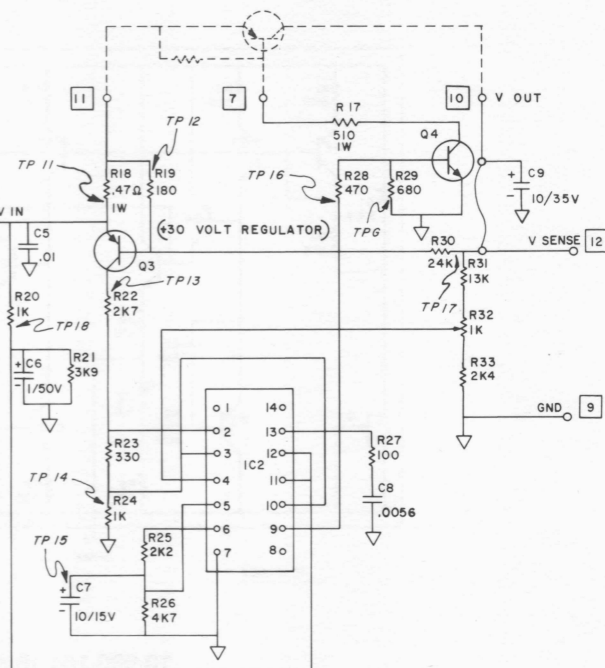 11
7
10
V OUT
R17
510
1W
Q4
TP 12
TP 11
R18
.47Ω
1W
R19
180
TP 16
R28
470
R29
680
TP6
C9
10/35V
V IN
C5
.01
(+30 VOLT REGULATOR)
Q3
TP13
R30
24K
V SENSE
12
TP17
R31
13K
R20
1K
TP18
R22
2K7
R32
1K
C6
1/50V
R21
3K9
R33
2K4
GND
9
1
2
3
4
5
6
7
14
13
12
11
10
9
8
IC2
R27
100
C8
.0056
R23
330
TP 14
R24
1K
TP 15
R25
2K2
C7
10/15V
R26
4K7